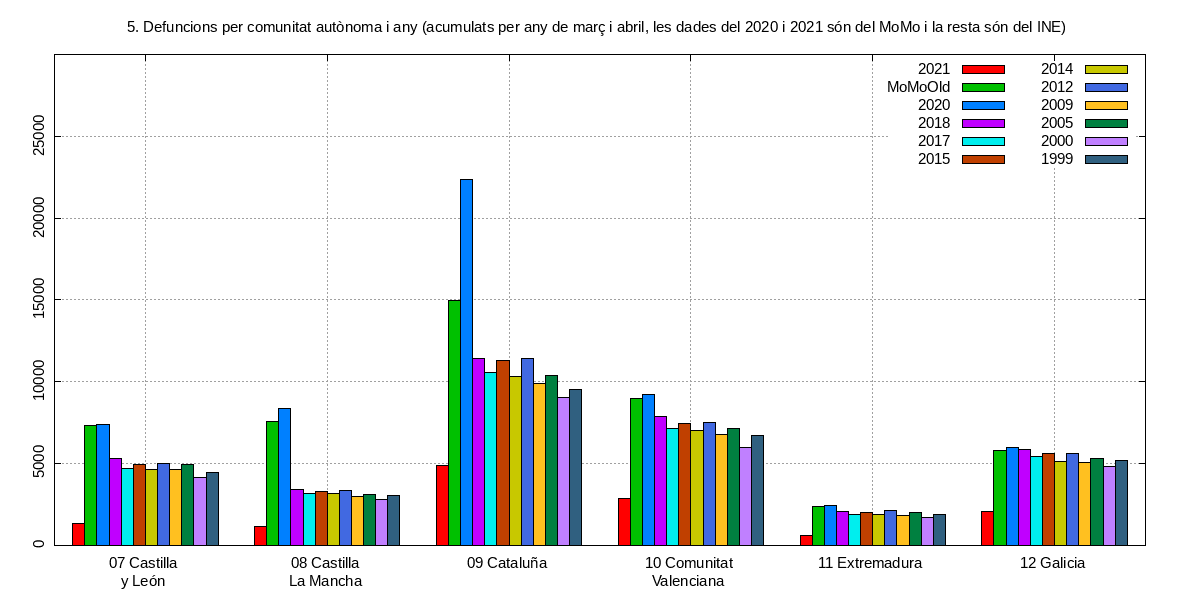 5. Defuncions per comunitat autònoma i any (acumulats per any de març i abril, les dades del 2020 i 2021 són del MoMo i la resta són del INE)
2021
MoMoOld
2020
2018
2017
2015
2014
2012
2009
2005
2000
1999
25000
20000
15000
10000
5000
0
07 Castilla
y León
08 Castilla
La Mancha
09 Cataluña
10 Comunitat
Valenciana
11 Extremadura
12 Galicia